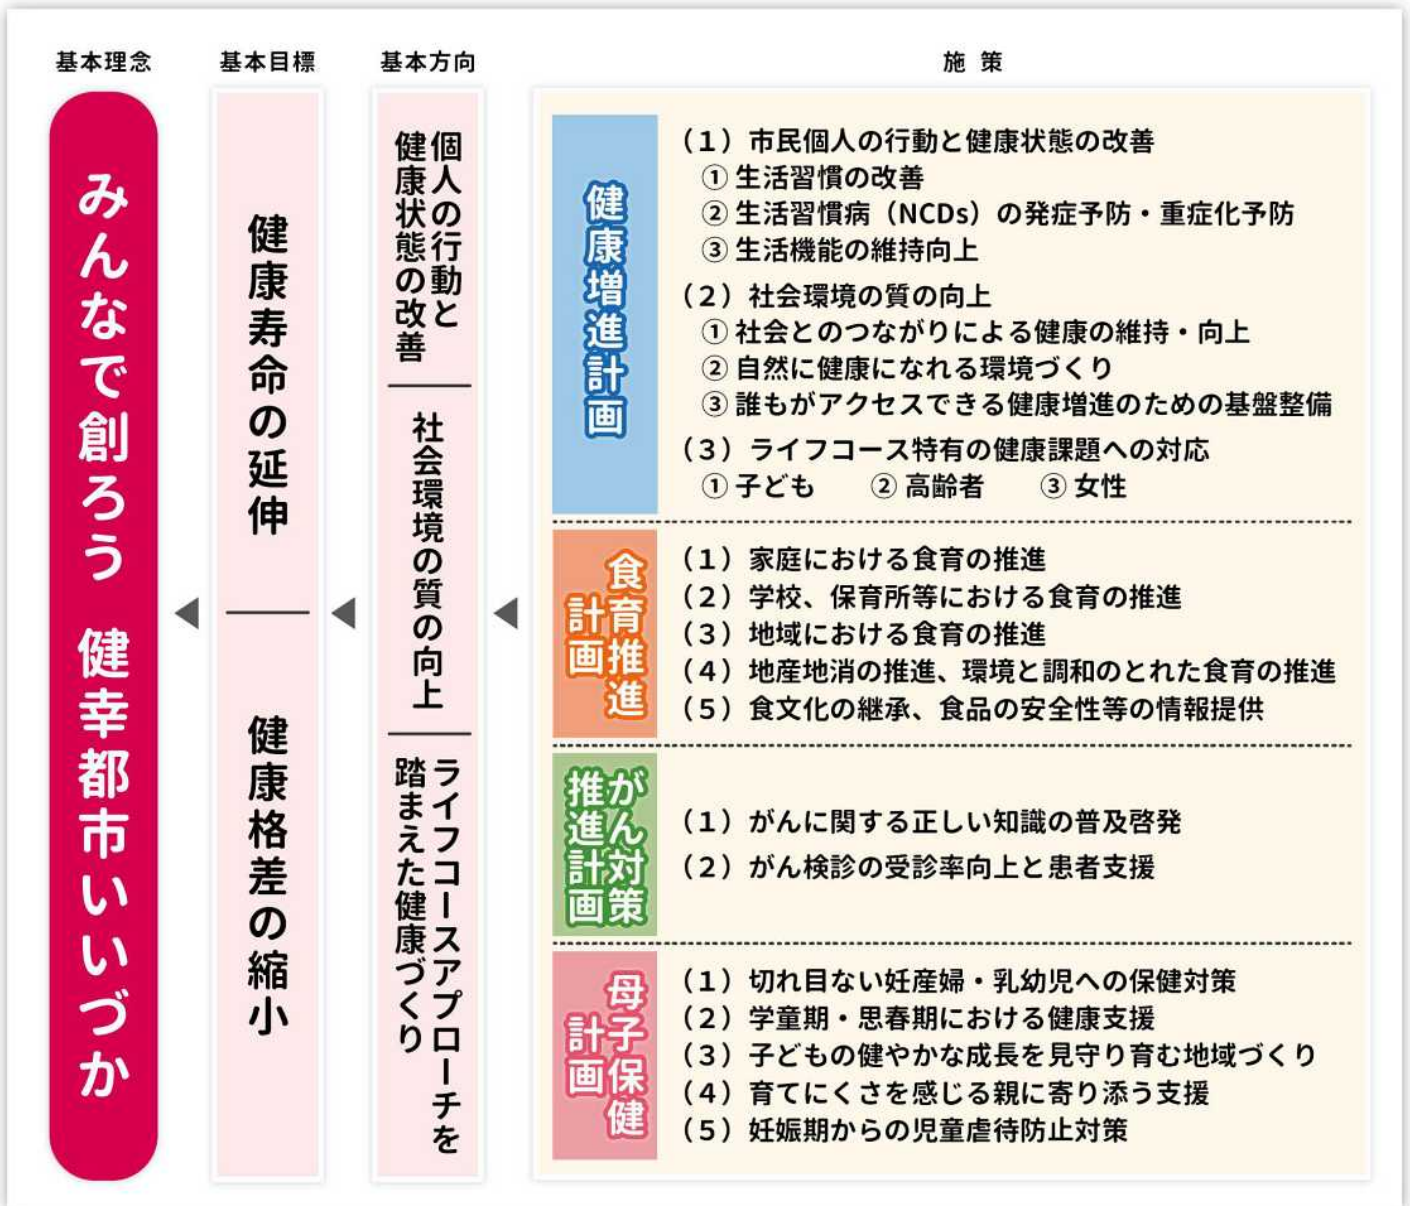 基本理念
基本目標
基本方向
施 策
みんなで創ろう 健幸都市いいづか
健康寿命の延伸
健康格差の縮小
個人の行動と
健康状態の改善
社会環境の質の向上
ライフコースアプローチを
踏まえた健康づくり
健康増進計画
(1)市民個人の行動と健康状態の改善
① 生活習慣の改善
② 生活習慣病(NCDs)の発症予防・重症化予防
③ 生活機能の維持向上
(2)社会環境の質の向上
① 社会とのつながりによる健康の維持・向上
② 自然に健康になれる環境づくり
③ 誰もがアクセスできる健康増進のための基盤整備
(3)ライフコース特有の健康課題への対応
① 子ども ② 高齢者 ③ 女性
食育推進
計画
(1)家庭における食育の推進
(2)学校、保育所等における食育の推進
(3)地域における食育の推進
(4)地産地消の推進、環境と調和のとれた食育の推進
(5)食文化の継承、食品の安全性等の情報提供
がん対策
推進計画
(1)がんに関する正しい知識の普及啓発
(2)がん検診の受診率向上と患者支援
母子保健
計画
(1)切れ目ない妊産婦・乳幼児への保健対策
(2)学童期・思春期における健康支援
(3)子どもの健やかな成長を見守り育む地域づくり
(4)育てにくさを感じる親に寄り添う支援
(5)妊娠期からの児童虐待防止対策